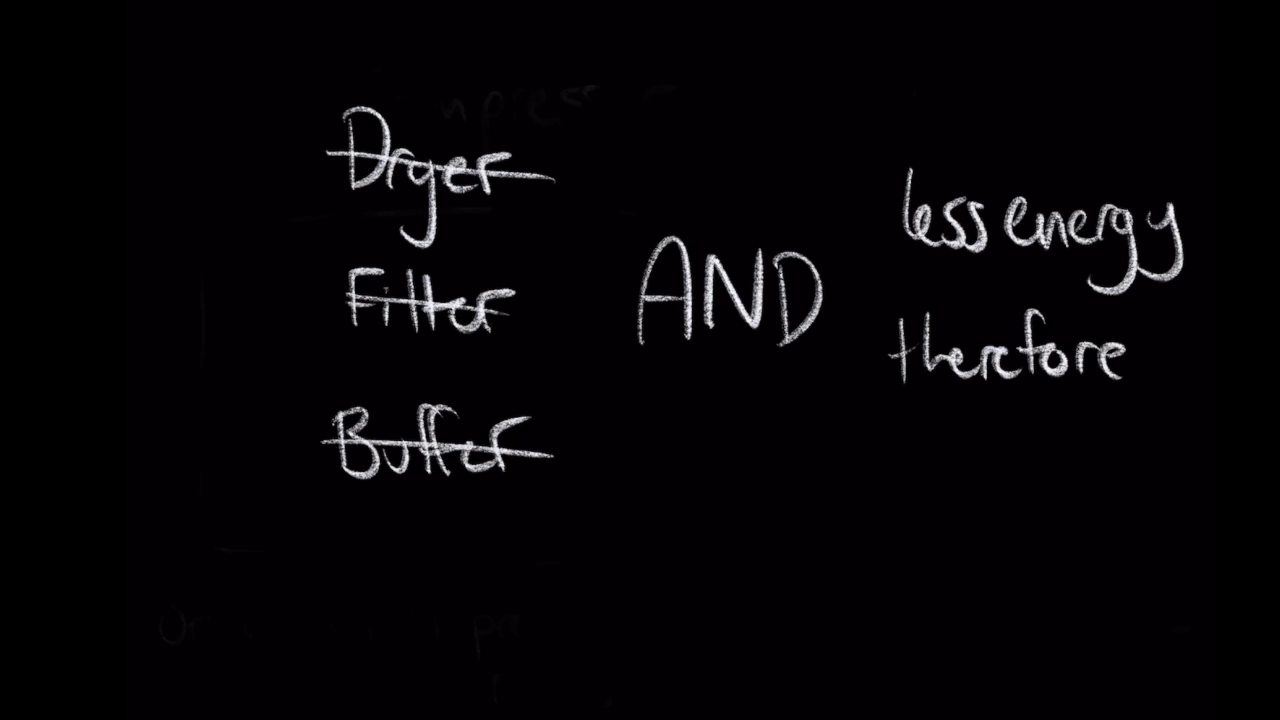 Dryer
Filter
Buffer
AND
less energy
therefore